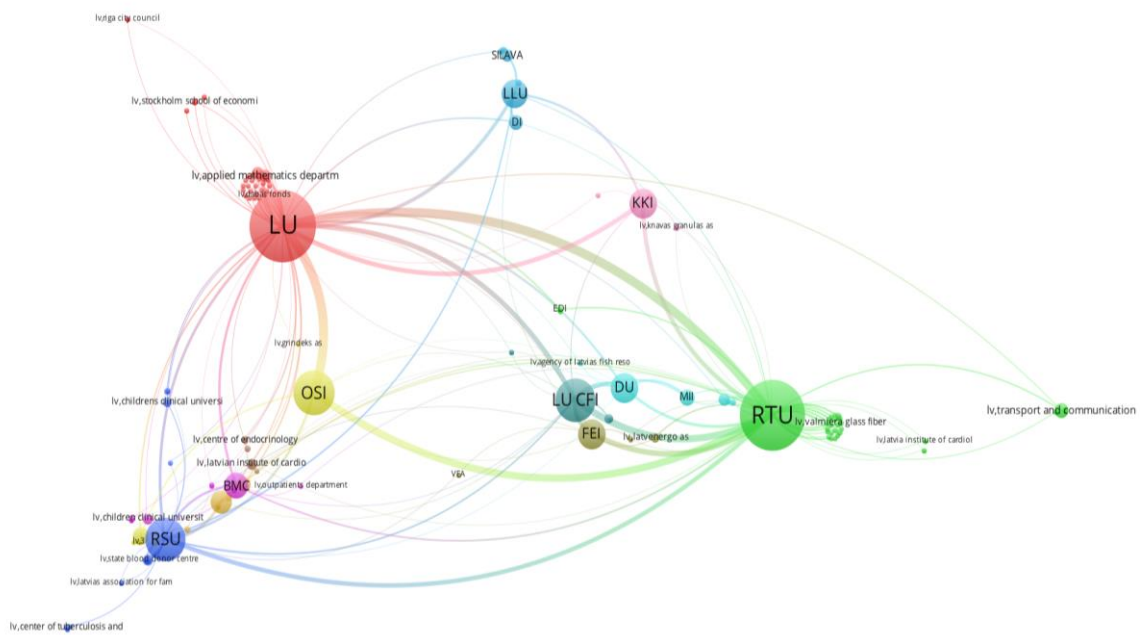 lv,riga city council
SILAVA
LLU
lv,stockholm school of economi
DI
lv,applied mathematics departm
KKI
LU
lv,knavas granulas as
EDI
lv,grindeks as
lv,agency of latvias fish reso
DU
OSI
LU CFI
MII
lv,childrens clinical universi
lv,transport and communication
RTU
lv,valmiera glass fiber
FEI
lv,latvenergo as
lv,centre of endocrinology
lv,latvia institute of cardiol
lv,latvian institute of cardio
VEA
BMC
lv,outpatients department
lv,children clinical universit
RSU
lv,state blood donor centre
lv,latvias association for fam
lv,center of tuberculosis and